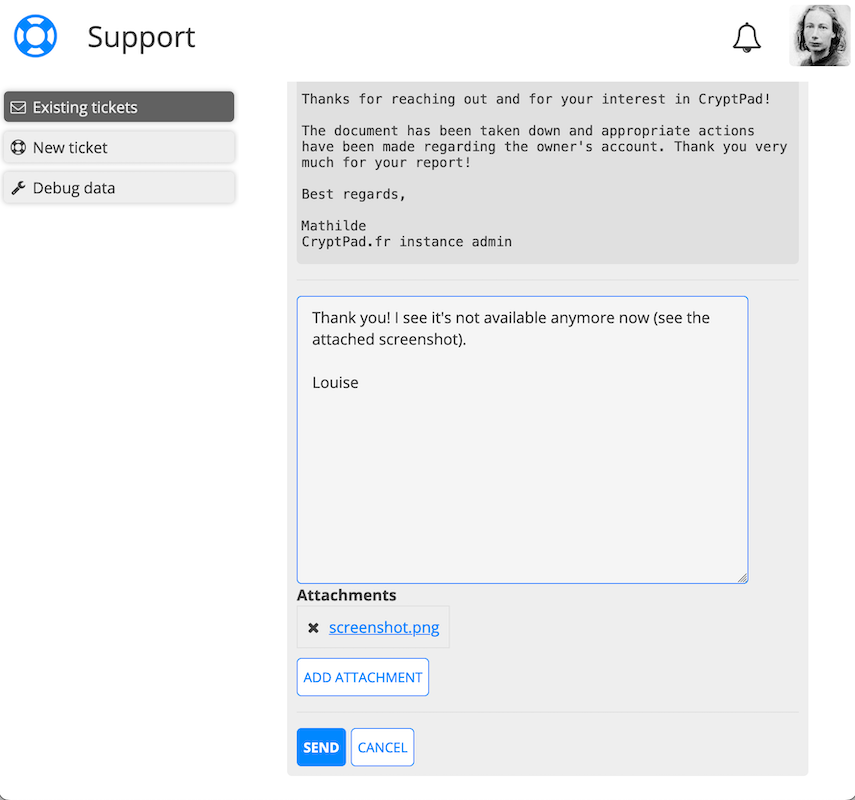 Support
Existing tickets
New ticket
Debug data
Thanks for reaching out and for your interest in CryptPad!
The document has been taken down and appropriate actions
have been made regarding the owner's account. Thank you very
much for your report!
Best regards,
Mathilde
CryptPad.fr instance admin
Thank you! I see it's not available anymore now (see the
attached screenshot).
Louise
Attachments
screenshot.png
ADD ATTACHMENT
SEND CANCEL